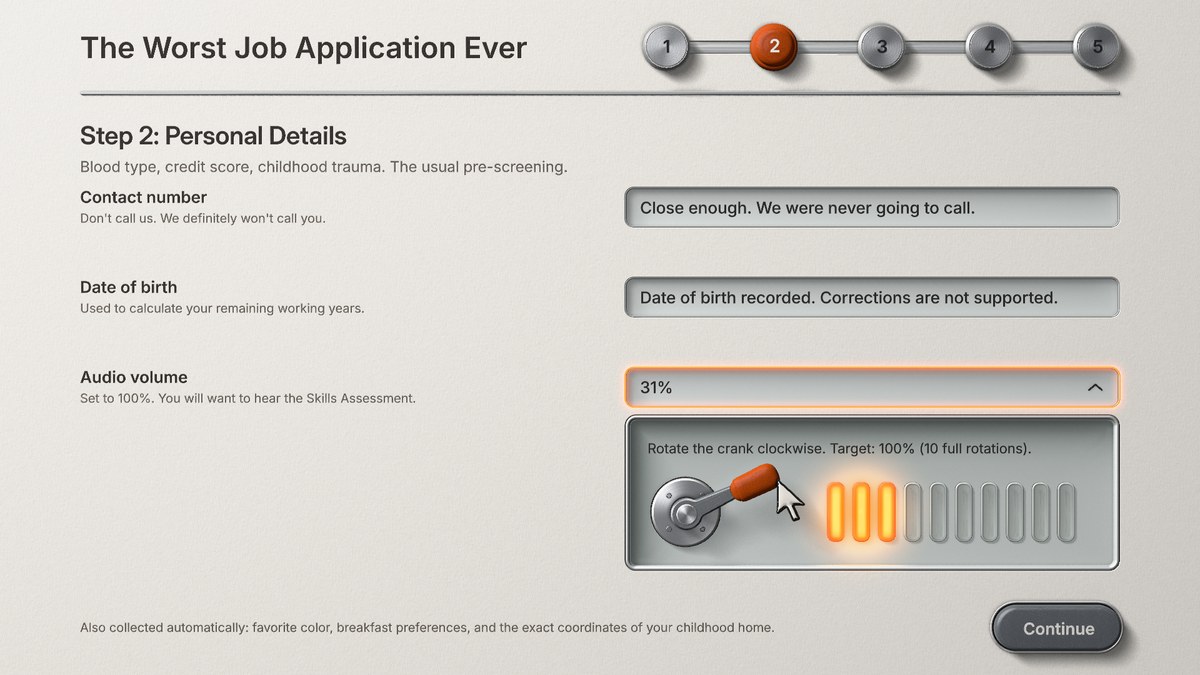 The Worst Job Application Ever
1 2 3 4 5
Step 2: Personal Details
Blood type, credit score, childhood trauma. The usual pre-screening.
Contact number
Don't call us. We definitely won't call you.
Close enough. We were never going to call.
Date of birth
Used to calculate your remaining working years.
Date of birth recorded. Corrections are not supported.
Audio volume
Set to 100%. You will want to hear the Skills Assessment.
31%
Rotate the crank clockwise. Target: 100% (10 full rotations).
Also collected automatically: favorite color, breakfast preferences, and the exact coordinates of your childhood home.
Continue